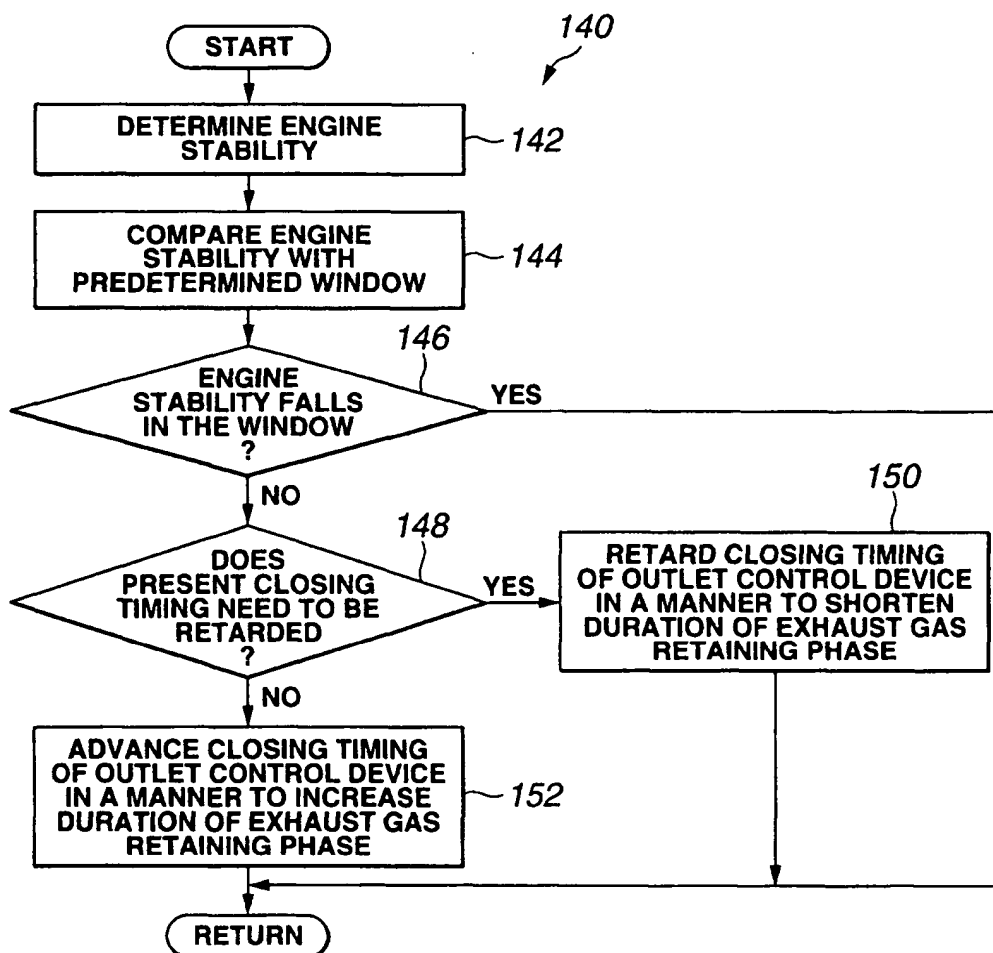 START
140
DETERMINE ENGINE
STABILITY
142
COMPARE ENGINE
STABILITY WITH
PREDETERMINED WINDOW
144
146
ENGINE
STABILITY FALLS
IN THE WINDOW
?
YES
NO
148
DOES
PRESENT CLOSING
TIMING NEED TO BE
RETARDED
?
YES
150
RETARD CLOSING TIMING
OF OUTLET CONTROL DEVICE
IN A MANNER TO SHORTEN
DURATION OF EXHAUST GAS
RETAINING PHASE
NO
ADVANCE CLOSING TIMING
OF OUTLET CONTROL DEVICE
IN A MANNER TO INCREASE
DURATION OF EXHAUST GAS
RETAINING PHASE
152
RETURN